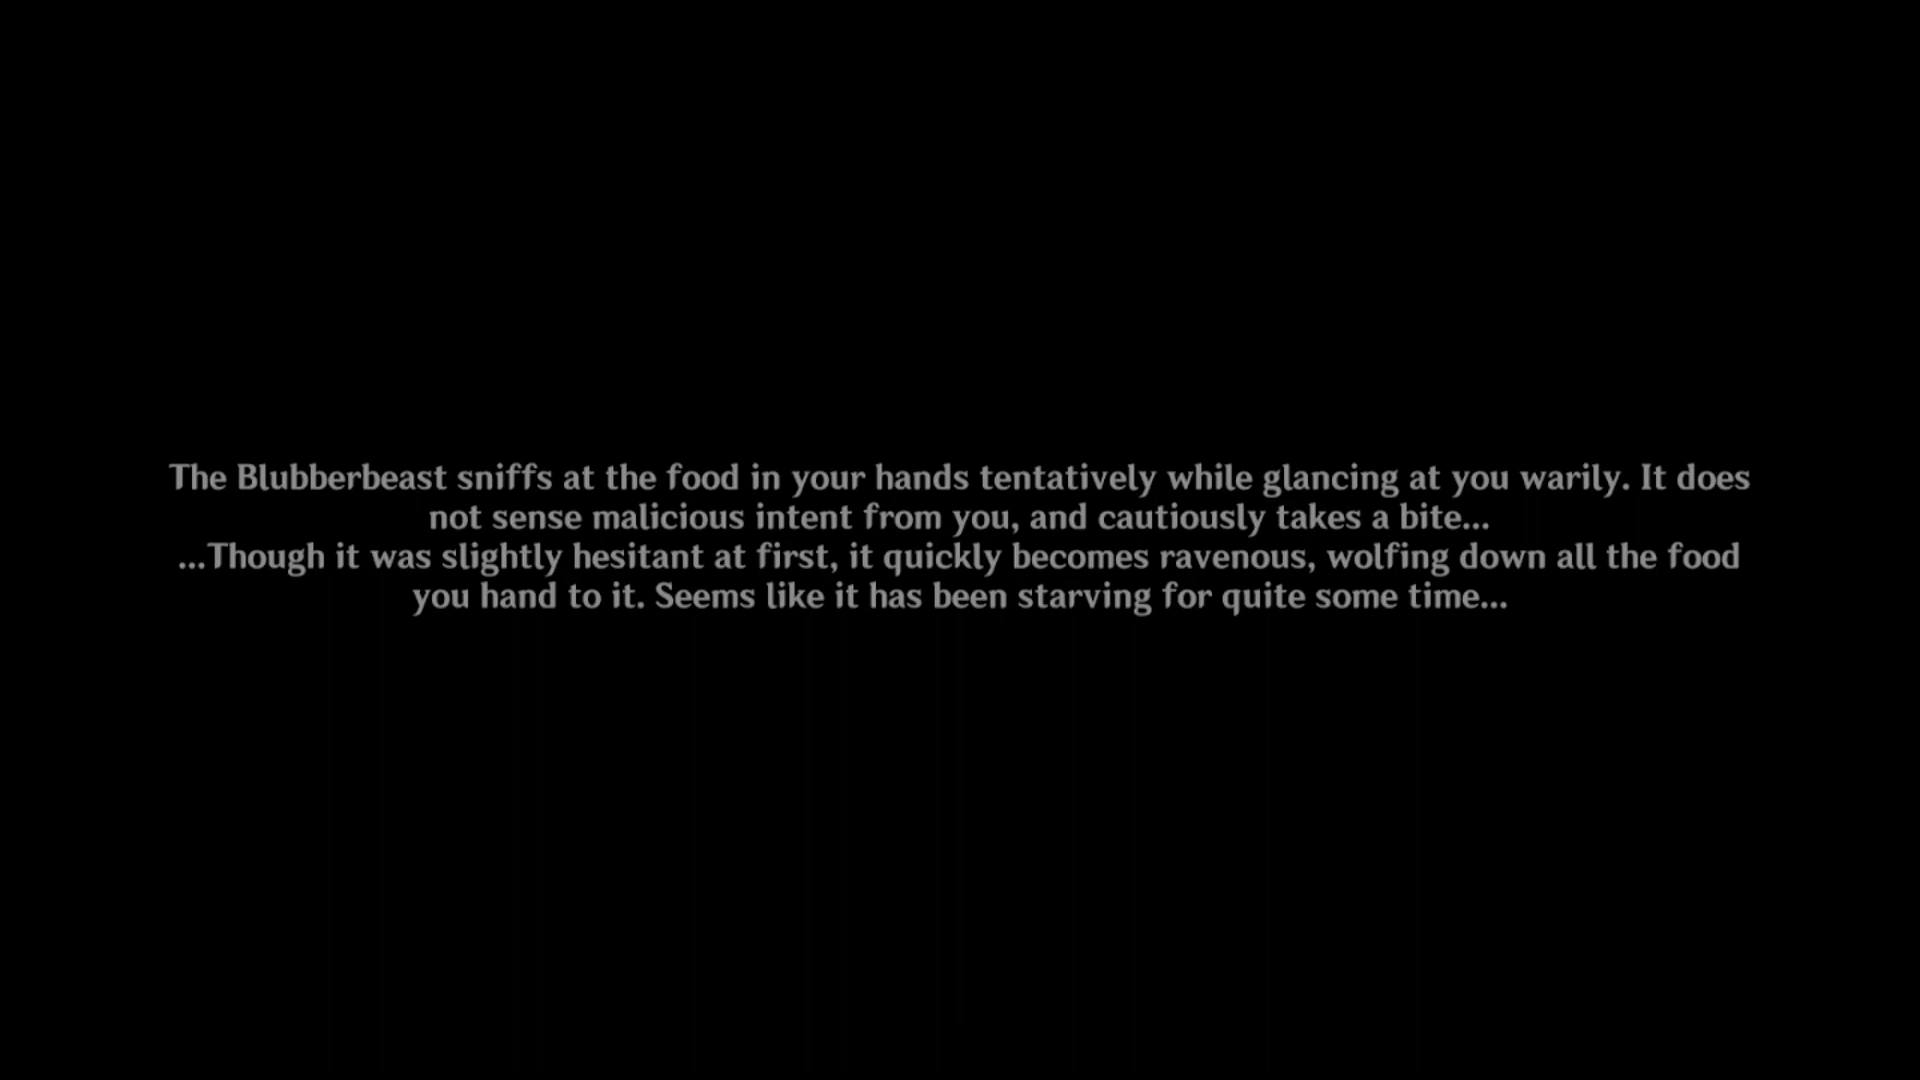 The Blubberbeast sniffs at the food in your hands tentatively while glancing at you warily. It does
not sense malicious intent from you, and cautiously takes a bite...
...Though it was slightly hesitant at first, it quickly becomes ravenous, wolfing down all the food
you hand to it. Seems like it has been starving for quite some time...